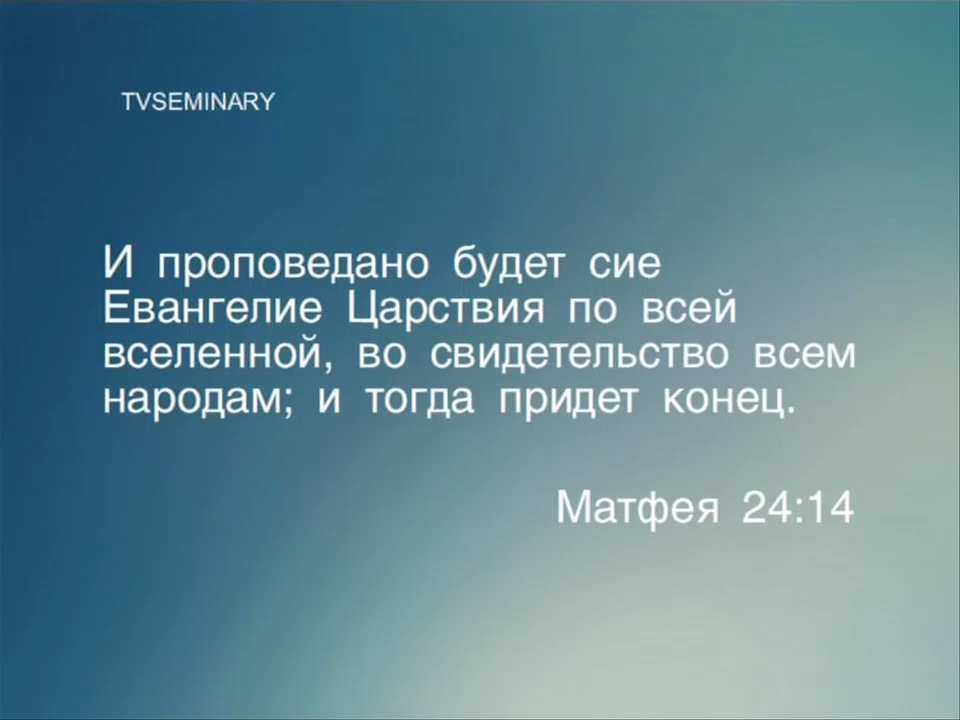 TVSEMINARY
И проповедано будет сие
Евангелие Царствия по всей
вселенной, во свидетельство всем
народам; и тогда придет конец.
Матфея 24:14